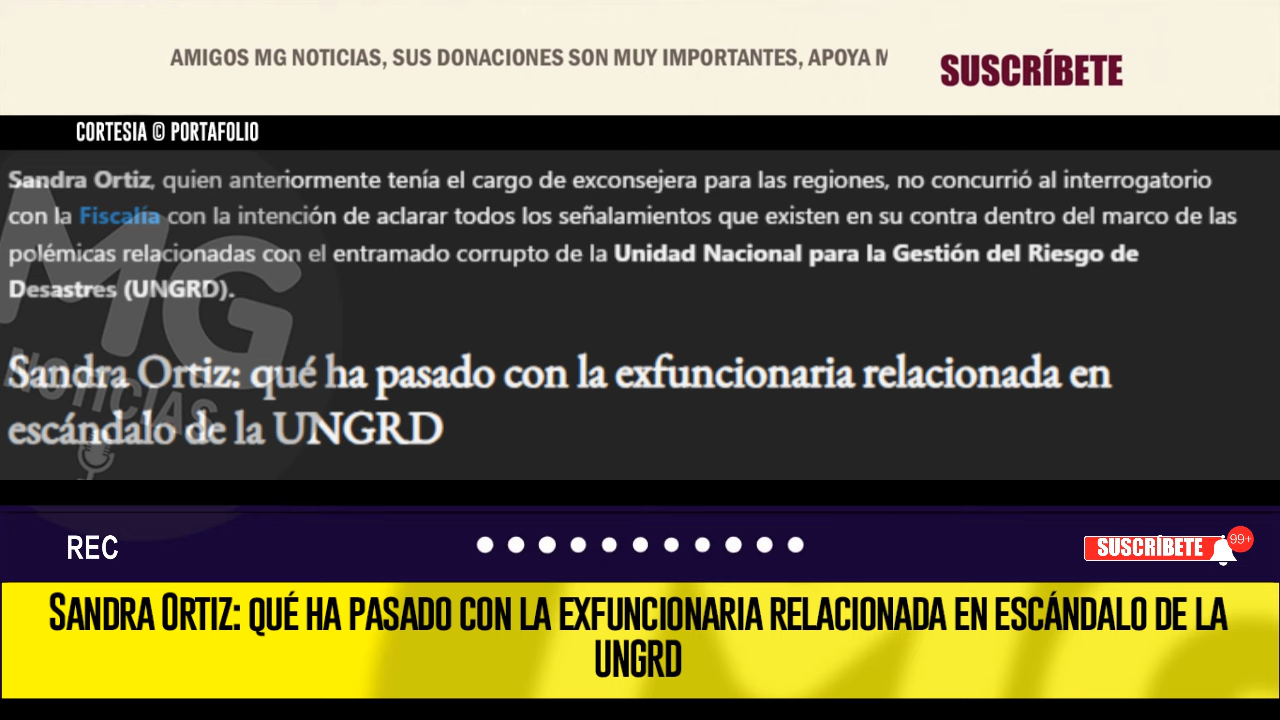 AMIGOS MG NOTICIAS, SUS DONACIONES SON MUY IMPORTANTES, APOYA M
SUSCRÍBETE
CORTESIA © PORTAFOLIO
Sandra Ortiz, quien anteriormente tenía el cargo de exconsejera para las regiones, no concurrió al interrogatorio
con la Fiscalía con la intención de aclarar todos los señalamientos que existen en su contra dentro del marco de las
polémicas relacionadas con el entramado corrupto de la Unidad Nacional para la Gestión del Riesgo de
Desastres (UNGRD).
Sandra Ortiz: qué ha pasado con la exfuncionaria relacionada en
escándalo de la UNGRD
MG
NOTICIAS
REC
SUSCRÍBETE
99+
SANDRA ORTIZ: QUÉ HA PASADO CON LA EXFUNCIONARIA RELACIONADA EN ESCÁNDALO DE LA
UNGRD